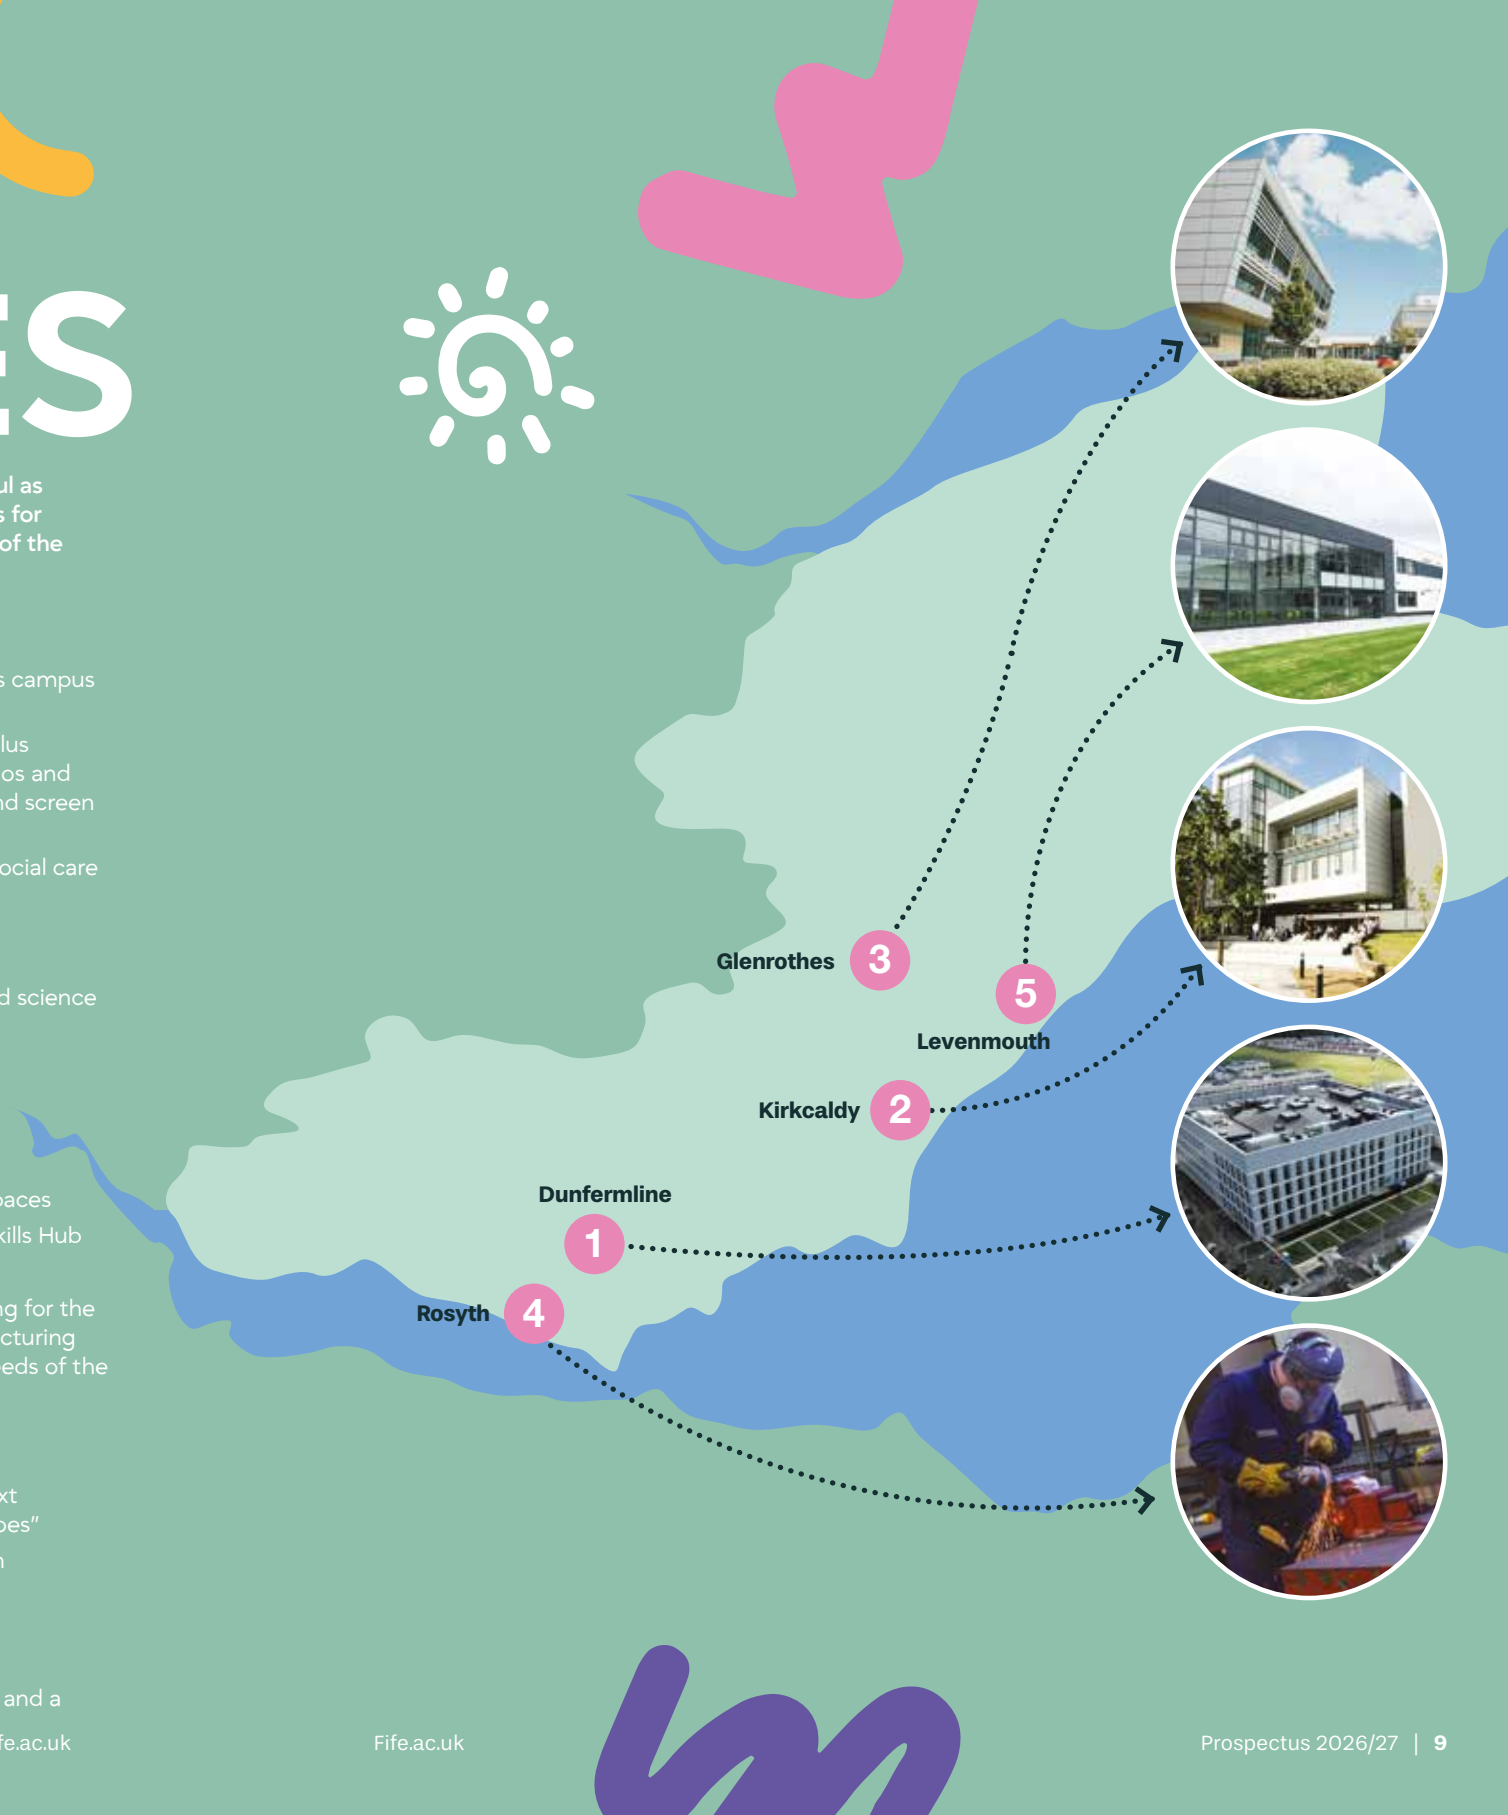 ES
ul as
s for
of the
s campus
lus
os and
nd screen
ocial care
d science
paces
kills Hub
ng for the
cturing
eeds of the
xt
pes"
n
and a
fe.ac.uk
Glenrothes 3
5
Levenmouth
Kirkcaldy 2
Dunfermline
1
Rosyth 4
Fife.ac.uk
Prospectus 2026/27 | 9